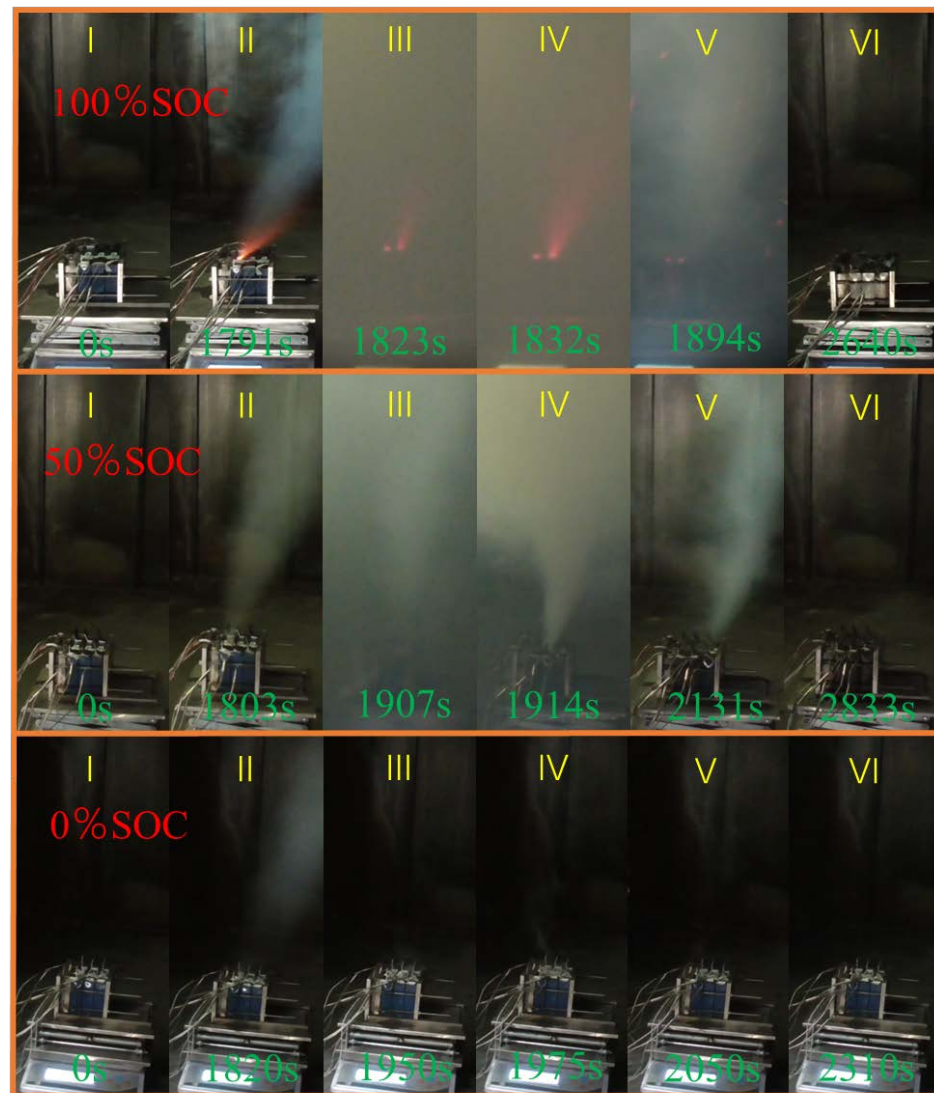 I II III IV V VI
100%SOC
0s 1791s 1823s 1832s 1894s 2640s
I II III IV V VI
50%SOC
0s 1803s 1907s 1914s 2131s 2833s
I II III IV V VI
0%SOC
0s 1820s 1950s 1975s 2050s 2310s